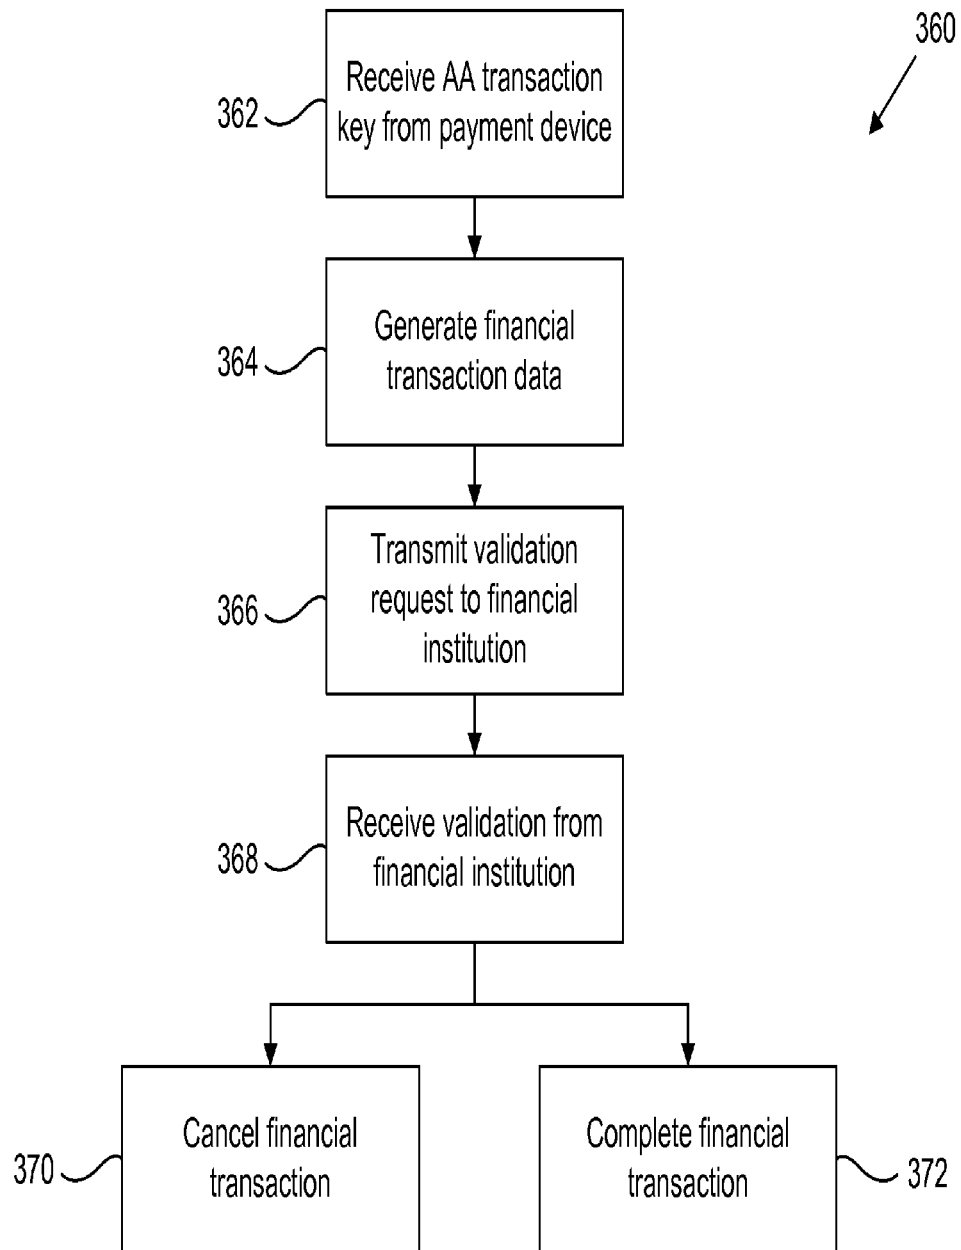 360
362
Receive AA transaction
key from payment device
364
Generate financial
transaction data
366
Transmit validation
request to financial
institution
368
Receive validation from
financial institution
370
Cancel financial
transaction
Complete financial
transaction
372